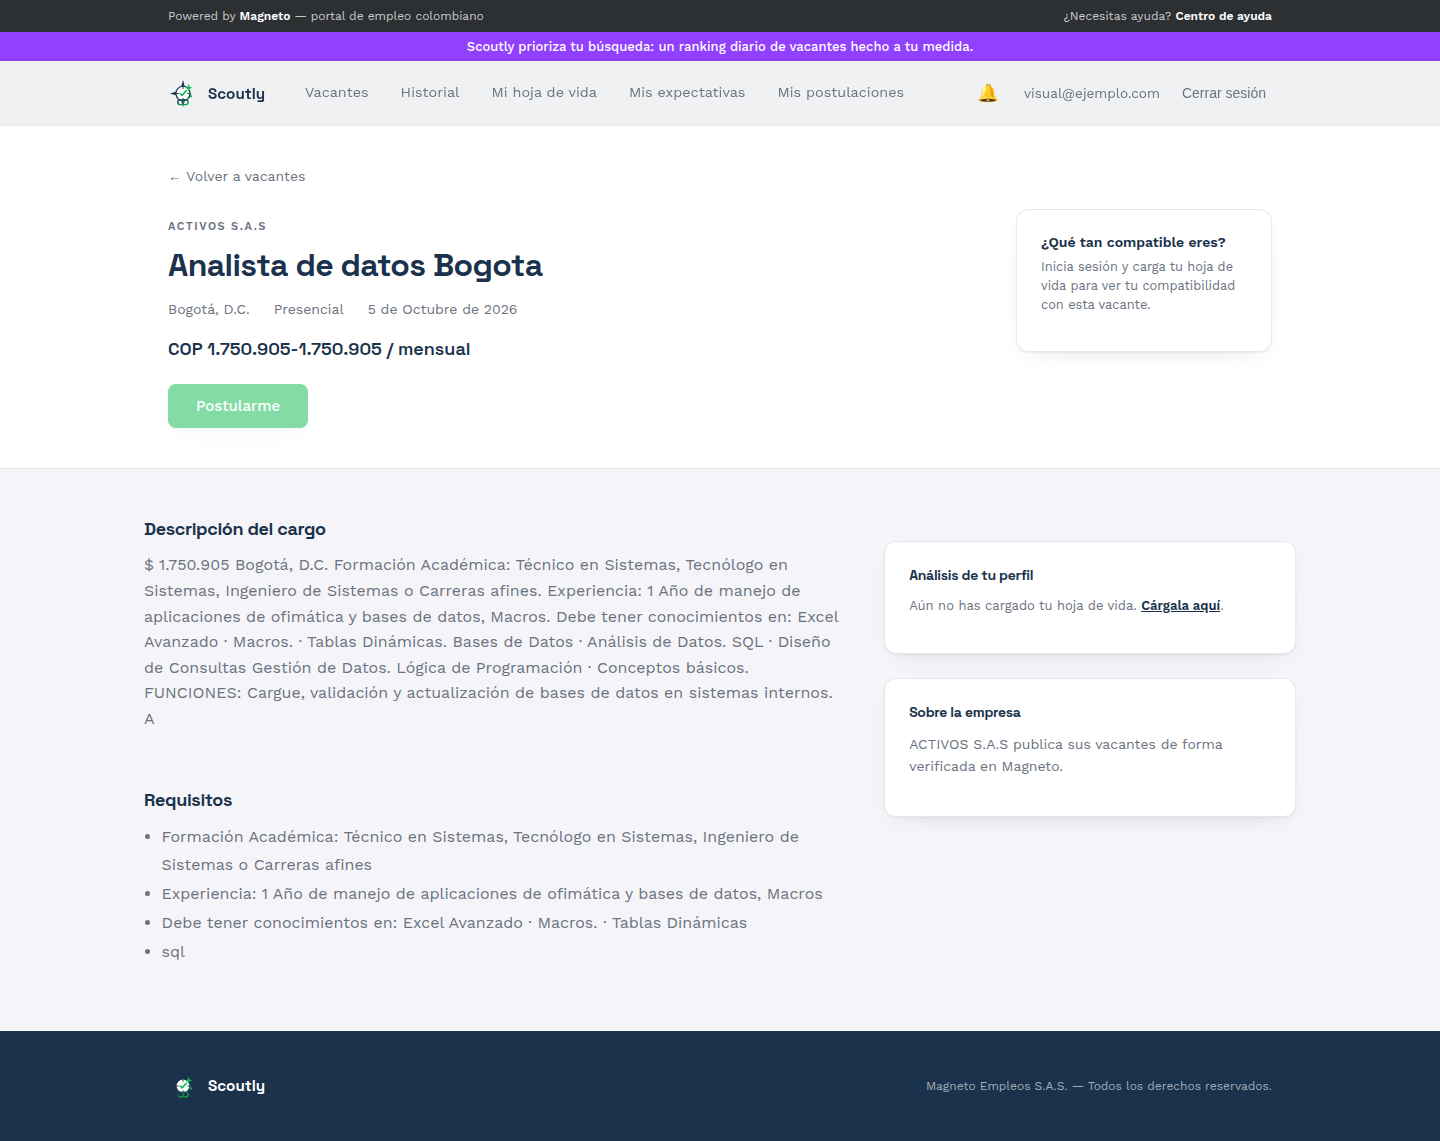 Powered by Magneto — portal de empleo colombiano
¿Necesitas ayuda? Centro de ayuda
Scoutly prioriza tu búsqueda: un ranking diario de vacantes hecho a tu medida.
Scoutly
Vacantes
Historial
Mi hoja de vida
Mis expectativas
Mis postulaciones
visual@ejemplo.com
Cerrar sesión
← Volver a vacantes
ACTIVOS S.A.S
Analista de datos Bogota
Bogotá, D.C.
Presencial
5 de Octubre de 2026
COP 1.750.905-1.750.905 / mensual
Postularme
¿Qué tan compatible eres?
Inicia sesión y carga tu hoja de
vida para ver tu compatibilidad
con esta vacante.
Descripción del cargo
$ 1.750.905 Bogotá, D.C. Formación Académica: Técnico en Sistemas, Tecnólogo en
Sistemas, Ingeniero de Sistemas o Carreras afines. Experiencia: 1 Año de manejo de
aplicaciones de ofimática y bases de datos, Macros. Debe tener conocimientos en: Excel
Avanzado · Macros. · Tablas Dinámicas. Bases de Datos · Análisis de Datos. SQL · Diseño
de Consultas Gestión de Datos. Lógica de Programación · Conceptos básicos.
FUNCIONES: Cargue, validación y actualización de bases de datos en sistemas internos.
A
Requisitos
• Formación Académica: Técnico en Sistemas, Tecnólogo en Sistemas, Ingeniero de
Sistemas o Carreras afines
• Experiencia: 1 Año de manejo de aplicaciones de ofimática y bases de datos, Macros
• Debe tener conocimientos en: Excel Avanzado · Macros. · Tablas Dinámicas
• sql
Análisis de tu perfil
Aún no has cargado tu hoja de vida. Cárgala aquí.
Sobre la empresa
ACTIVOS S.A.S publica sus vacantes de forma
verificada en Magneto.
Scoutly
Magneto Empleos S.A.S. — Todos los derechos reservados.